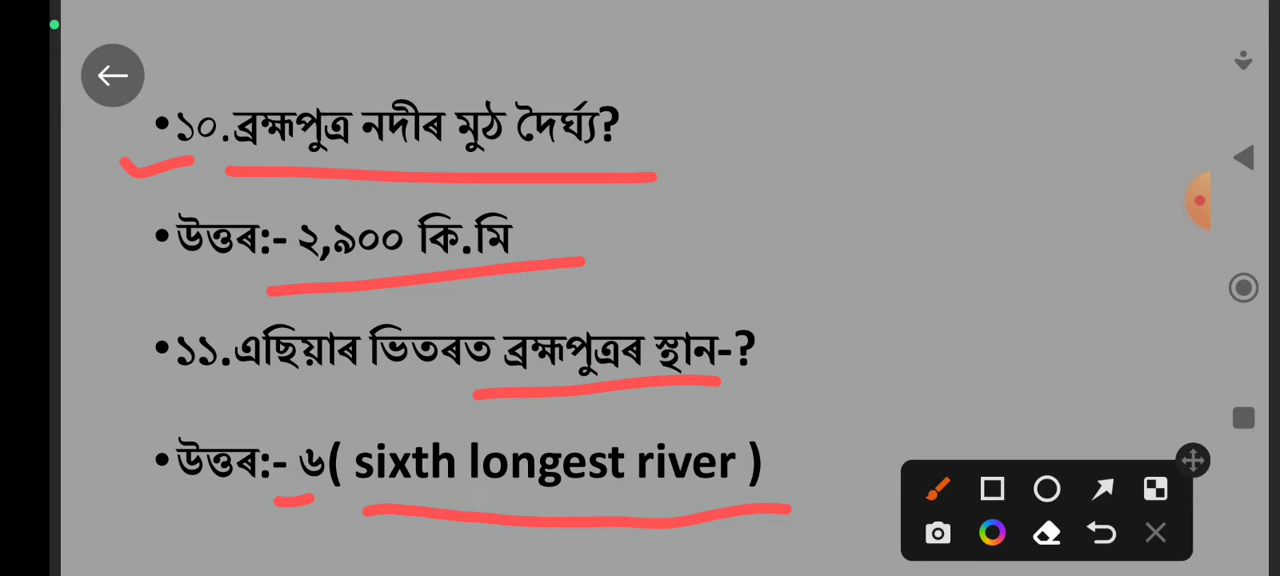 •১০.ব্ৰহ্মপুত্ৰ নদীৰ মুঠ দৈৰ্ঘ্য?
•উত্তৰ:- ২,৯০০ কি.মি
•১১.এছিয়াৰ ভিতৰত ব্ৰহ্মপুত্ৰৰ স্থান-?
•উত্তৰ:- ৬( sixth longest river )